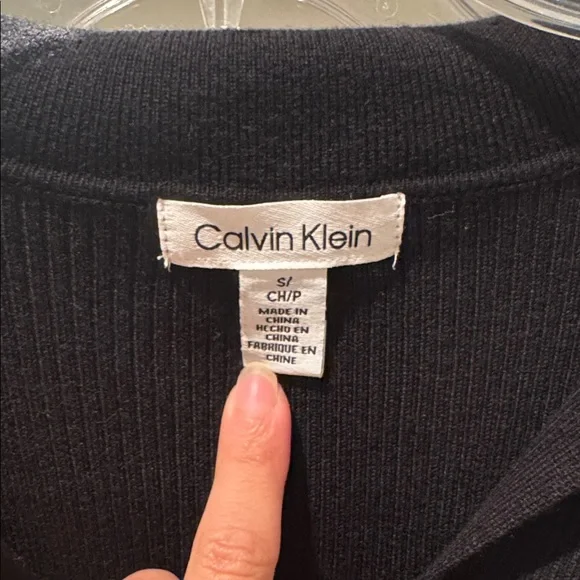 Calvin Klein
S/
CH/P
MADE IN
CHINA
HECHO EN
CHINA
FABRIQUE EN
CHINE